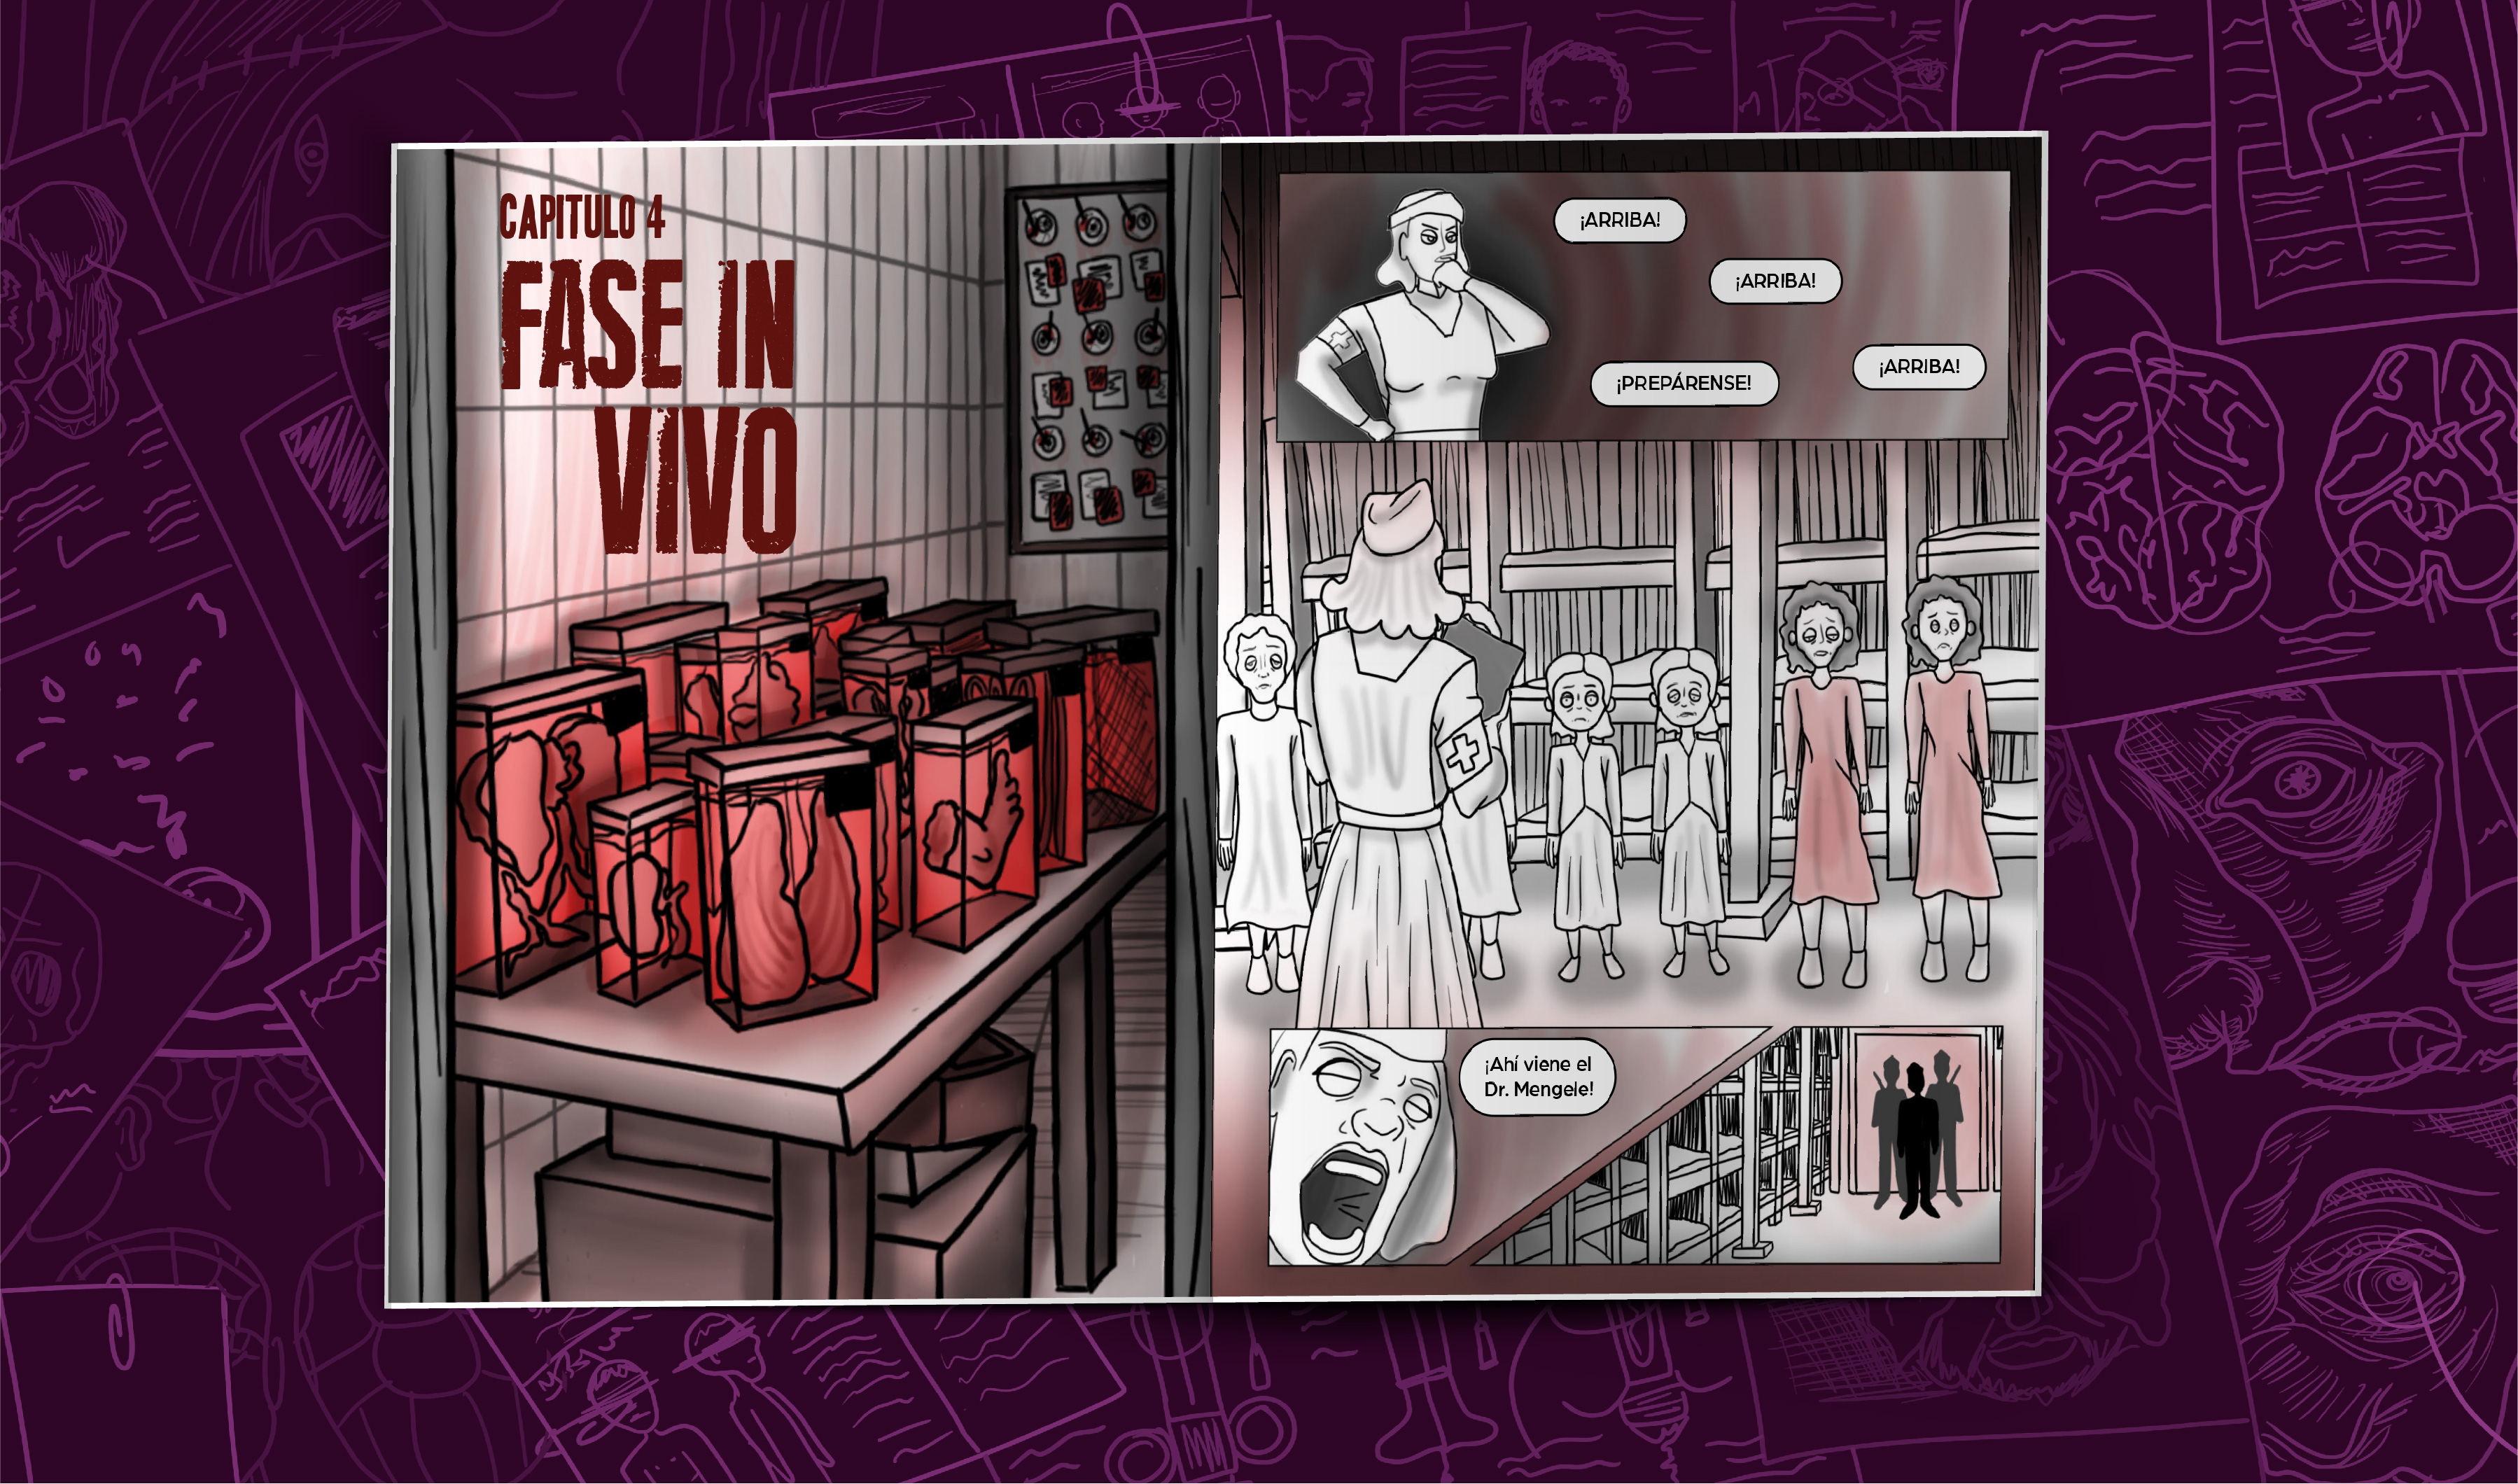 CAPITULO 4
FASE IN
VIVO
¡ARRIBA!
¡ARRIBA!
¡ARRIBA!
¡PREPÁRENSE!
¡Ahí viene el
Dr. Mengele!